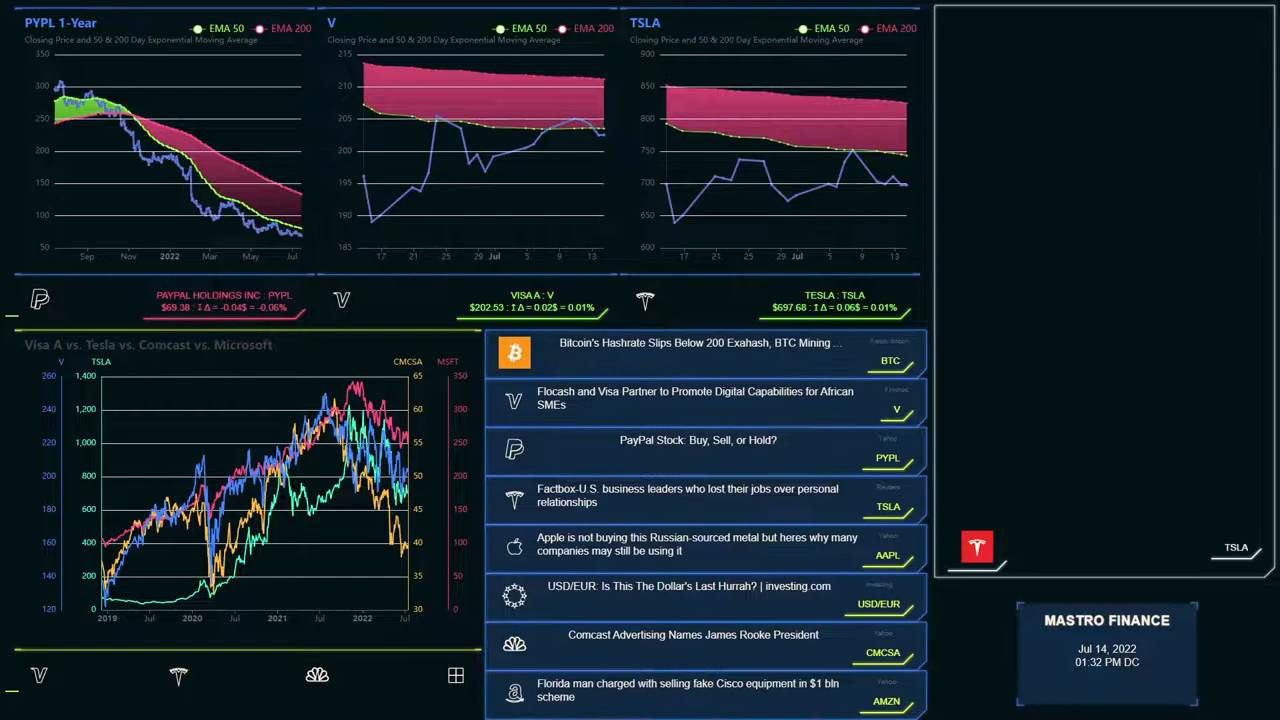 PYPL 1-Year
EMA 50 EMA 200
Closing Price and 50 & 200 Day Exponential Moving Average
350
300
250
200
150
100
50
Sep Nov 2022 Mar May Jul
V
EMA 50 EMA 200
Closing Price and 50 & 200 Day Exponential Moving Average
215
210
205
200
195
190
185
17 21 25 29 Jul 5 9 13
TSLA
EMA 50 EMA 200
Closing Price and 50 & 200 Day Exponential Moving Average
900
850
800
750
700
650
600
17 24 29 Jul 5 9 13
PAYPAL HOLDINGS INC : PYPL
$69.38 : 1 Δ = -0.04$ = -0.06%
VISA A : V
$202.53 : 1 Δ = 0.02$ = 0.01%
TESLA : TSLA
$697.68 : 1 Δ = 0.06$ = 0.01%
Visa A vs. Tesla vs. Comcast vs. Microsoft
V TSLA CMCSA MSFT
260 1,400 65 350
240 1,200 60 300
220 1,000 55 250
200 800 50 200
180 600 45 150
160 400 40 100
140 200 35 50
120 0 30 0
2019 Jul 2020 Jul 2021 Jul 2022 Jul
Bitcoin's Hashrate Slips Below 200 Exahash, BTC Mining ...
BTC
Flocash and Visa Partner to Promote Digital Capabilities for African
SMEs
Finance
V
PayPal Stock: Buy, Sell, or Hold?
Yahoo
PYPL
Factbox-U.S. business leaders who lost their jobs over personal
relationships
Reuters
TSLA
Apple is not buying this Russian-sourced metal but heres why many
companies may still be using it
Yahoo
AAPL
USD/EUR: Is This The Dollar's Last Hurrah? | investing.com
Investing
USD/EUR
Comcast Advertising Names James Rooke President
Yahoo
CMCSA
Florida man charged with selling fake Cisco equipment in $1 bln
scheme
Yahoo
AMZN
TSLA
MASTRO FINANCE
Jul 14, 2022
01:32 PM DC